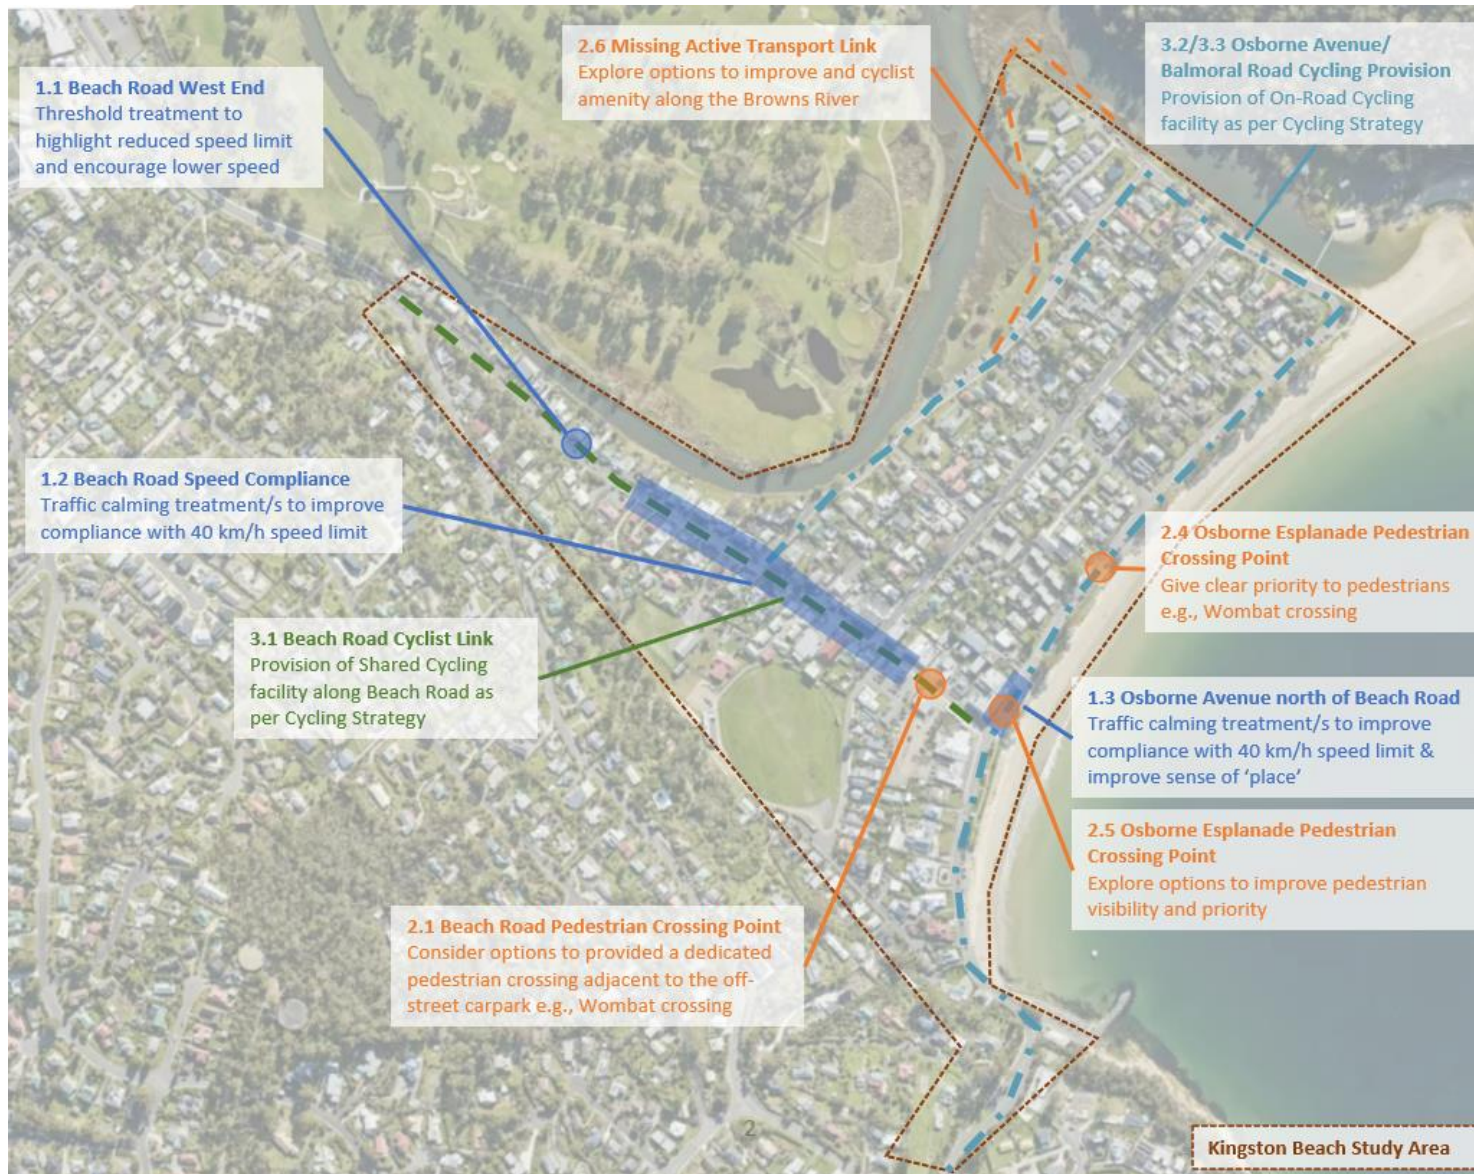 2.6 Missing Active Transport Link
Explore options to improve and cyclist
amenity along the Browns River
3.2/3.3 Osborne Avenue/
Balmoral Road Cycling Provision
Provision of On-Road Cycling
facility as per Cycling Strategy
1.1 Beach Road West End
Threshold treatment to
highlight reduced speed limit
and encourage lower speed
1.2 Beach Road Speed Compliance
Traffic calming treatment/s to improve
compliance with 40 km/h speed limit
2.4 Osborne Esplanade Pedestrian
Crossing Point
Give clear priority to pedestrians
e.g., Wombat crossing
3.1 Beach Road Cyclist Link
Provision of Shared Cycling
facility along Beach Road as
per Cycling Strategy
1.3 Osborne Avenue north of Beach Road
Traffic calming treatment/s to improve
compliance with 40 km/h speed limit &
improve sense of ‘place’
2.5 Osborne Esplanade Pedestrian
Crossing Point
Explore options to improve pedestrian
visibility and priority
2.1 Beach Road Pedestrian Crossing Point
Consider options to provided a dedicated
pedestrian crossing adjacent to the off-
street carpark e.g., Wombat crossing
2
Kingston Beach Study Area